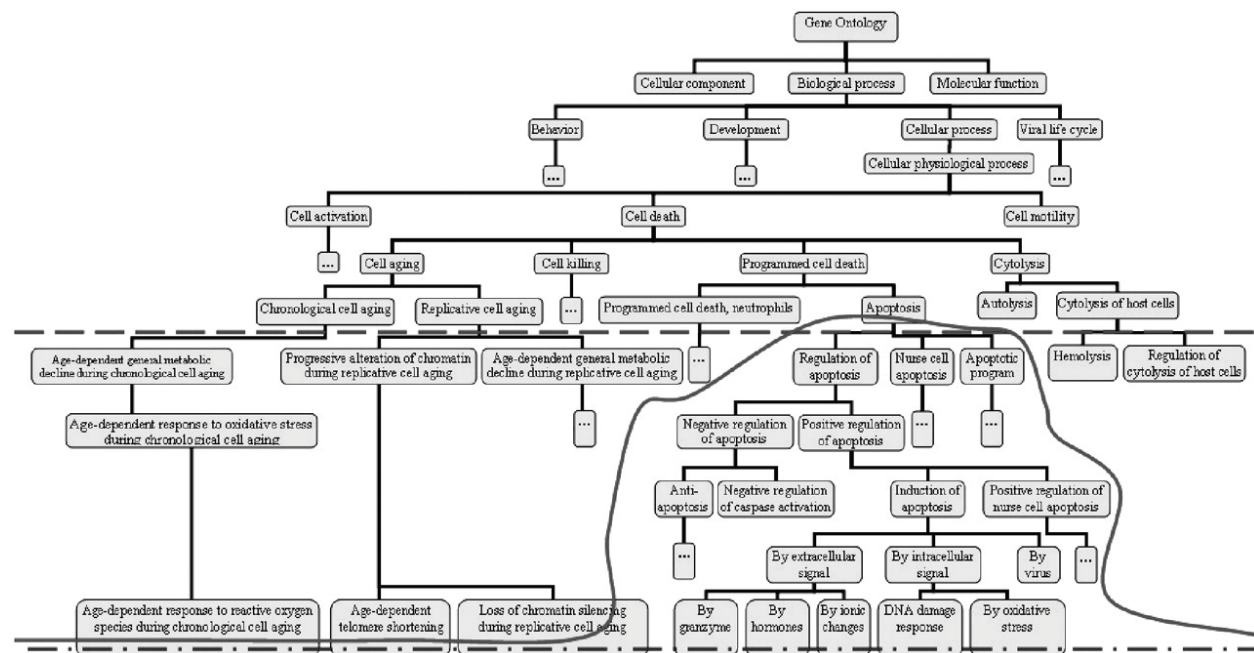 Gene Ontology
Cellular component
Biological process
Molecular function
Behavior
Development
Cellular process
Viral life cycle
...
...
Cellular physiological process
...
Cell activation
Cell death
Cell motility
...
Cell aging
Cell killing
Programmed cell death
Cytolysis
Chronological cell aging
Replicative cell aging
...
Programmed cell death, neutrophils
Apoptosis
Autolysis
Cytolysis of host cells
Age-dependent general metabolic
decline during chronological cell aging
Progressive alteration of chromatin
during replicative cell aging
Age-dependent general metabolic
decline during replicative cell aging
...
Regulation of
apoptosis
Nurse cell
apoptosis
Apoptotic
program
Hemolysis
Regulation of
cytolysis of host cells
Age-dependent response to oxidative stress
during chronological cell aging
...
Negative regulation
of apoptosis
Positive regulation
of apoptosis
...
...
Anti-
apoptosis
Negative regulation
of caspase activation
Induction of
apoptosis
Positive regulation of
nurse cell apoptosis
...
By extracellular
signal
By intracellular
signal
By
virus
...
Age-dependent response to reactive oxygen
species during chronological cell aging
Age-dependent
telomere shortening
Loss of chromatin silencing
during replicative cell aging
By
granzyme
By
hormones
By ionic
changes
DNA damage
response
By oxidative
stress